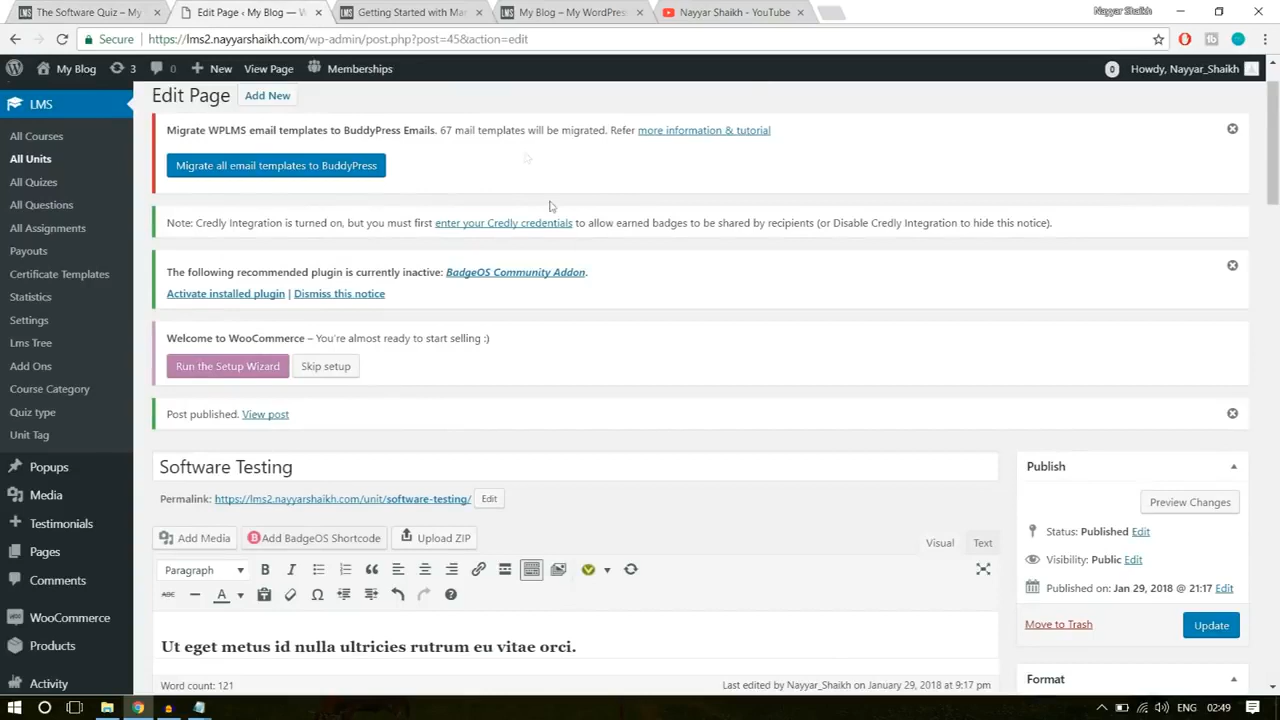 The Software Quiz – My
Edit Page ‹ My Blog — W
Getting Started with Mar
My Blog – My WordPress
Nayyar Shaikh - YouTube
Nayyar Shaikh
Secure
https://lms2.nayyarshaikh.com/wp-admin/post.php?post=45&action=edit
My Blog
3
New
View Page
Memberships
0
Howdy, Nayyar_Shaikh
LMS
All Courses
All Units
All Quizes
All Questions
All Assignments
Payouts
Certificate Templates
Statistics
Settings
Lms Tree
Add Ons
Course Category
Quiz type
Unit Tag
Popups
Media
Testimonials
Pages
Comments
WooCommerce
Products
Activity
Edit Page
Add New
Migrate WPLMS email templates to BuddyPress Emails. 67 mail templates will be migrated. Refer more information & tutorial
Migrate all email templates to BuddyPress
Note: Credly Integration is turned on, but you must first enter your Credly credentials to allow earned badges to be shared by recipients (or Disable Credly Integration to hide this notice).
The following recommended plugin is currently inactive: BadgeOS Community Addon.
Activate installed plugin | Dismiss this notice
Welcome to WooCommerce – You're almost ready to start selling :)
Run the Setup Wizard
Skip setup
Post published. View post
Software Testing
Permalink: https://lms2.nayyarshaikh.com/unit/software-testing/
Edit
Add Media
Add BadgeOS Shortcode
Upload ZIP
Visual
Text
Paragraph
B
I
ABC
A
Ut eget metus id nulla ultricies rutrum eu vitae orci.
Word count: 121
Last edited by Nayyar_Shaikh on January 29, 2018 at 9:17 pm
Publish
Preview Changes
Status: Published Edit
Visibility: Public Edit
Published on: Jan 29, 2018 @ 21:17 Edit
Move to Trash
Update
Format
ENG
02:49